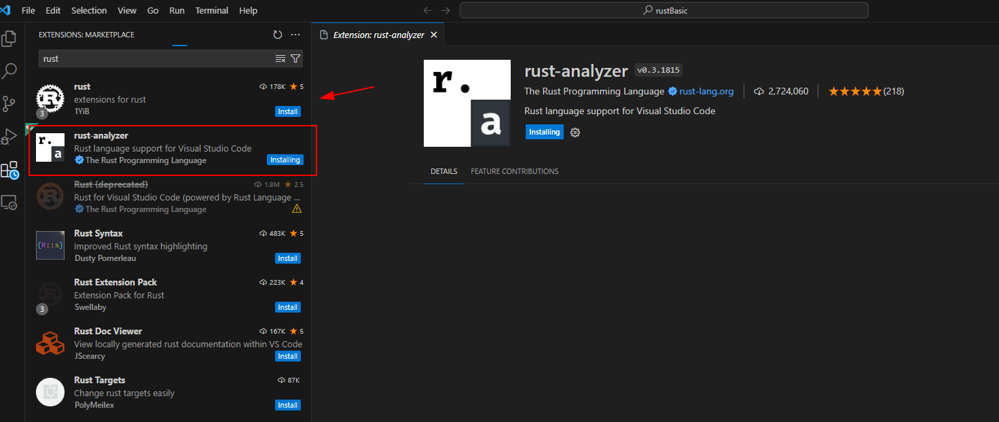 File Edit Selection View Go Run Terminal Help
rustBasic
EXTENSIONS: MARKETPLACE
rust
rust 178K 5
extensions for rust
1YiB Install
3
rust-analyzer
Rust language support for Visual Studio Code
The Rust Programming Language Installing
Rust (deprecated) 1.8M 2.5
Rust for Visual Studio Code (powered by Rust Language ...
The Rust Programming Language
{R::s}
Rust Syntax 483K 5
Improved Rust syntax highlighting
Dusty Pomerleau Install
Rust Extension Pack 223K 4
Extension Pack for Rust
Swellaby Install
3
Rust Doc Viewer 167K 5
View locally generated rust documentation within VS Code
JScearcy Install
Rust Targets 87K
Change rust targets easily
PolyMeilex Install
Extension: rust-analyzer
r.
a
rust-analyzer v0.3.1815
The Rust Programming Language rust-lang.org 2,724,060 (218)
Rust language support for Visual Studio Code
Installing
DETAILS FEATURE CONTRIBUTIONS